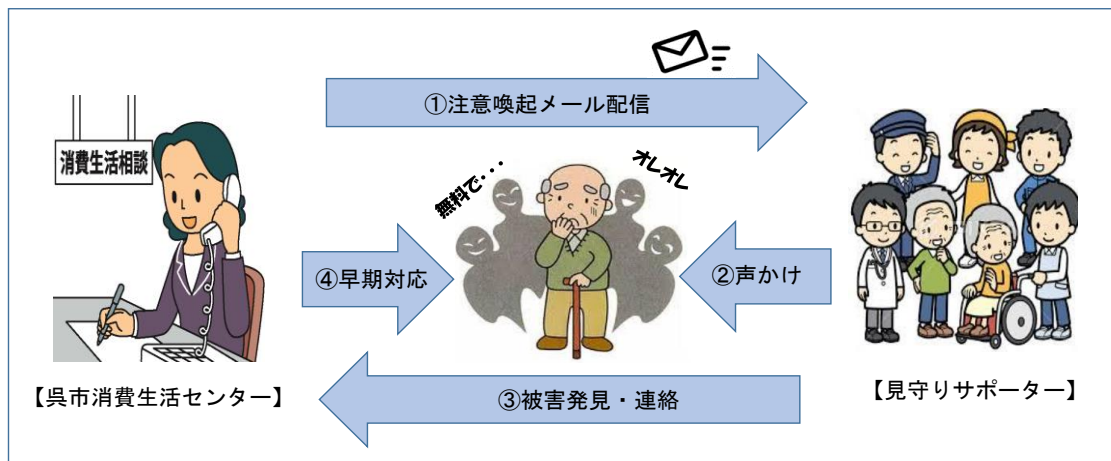 ①注意喚起メール配信
消費生活相談
無料で・・・
オレオレ
④早期対応
②声かけ
【呉市消費生活センター】
③被害発見・連絡
【見守りサポーター】